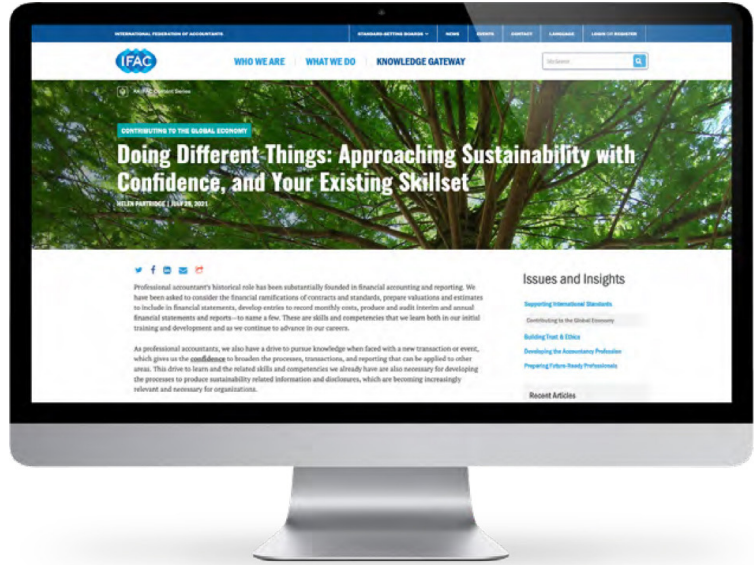 INTERNATIONAL FEDERATION OF ACCOUNTANTS
STANDARD-SETTING BOARDS
NEWS
EVENTS
CONTACT
LANGUAGE
LOGIN OR REGISTER
IFAC
WHO WE ARE
WHAT WE DO
KNOWLEDGE GATEWAY
An IFAC Content Series
CONTRIBUTING TO THE GLOBAL ECONOMY
Doing Different Things: Approaching Sustainability with
Confidence, and Your Existing Skillset
HELEN PARTRIDGE | JULY 29, 2021
Professional accountant's historical role has been substantially founded in financial accounting and reporting. We
have been asked to consider the financial ramifications of contracts and standards, prepare valuations and estimates
to include in financial statements, develop entries to record monthly costs, produce and audit interim and annual
financial statements and reports—to name a few. These are skills and competencies that we learn both in our initial
training and development and as we continue to advance in our careers.
As professional accountants, we also have a drive to pursue knowledge when faced with a new transaction or event,
which gives us the confidence to broaden the processes, transactions, and reporting that can be applied to other
areas. This drive to learn and the related skills and competencies we already have are also necessary for developing
the processes to produce sustainability related information and disclosures, which are becoming increasingly
relevant and necessary for organizations.
Issues and Insights
Supporting International Standards
Contributing to the Global Economy
Building Trust & Ethics
Developing the Accountancy Profession
Preparing Future-Ready Professionals
Recent Articles